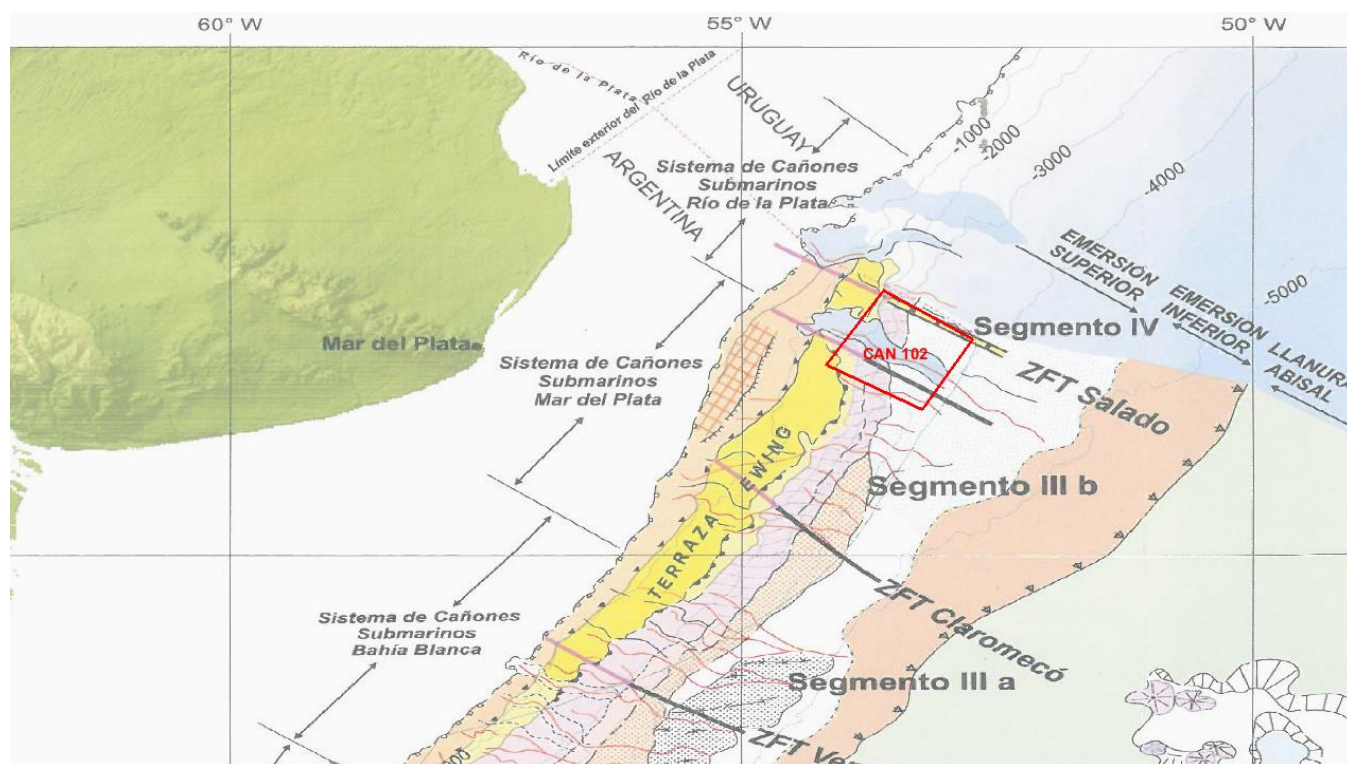 60° W
55° W
50° W
Río de la Plata
Límite exterior del Río de la Plata
URUGUAY
ARGENTINA
-1000
-2000
-3000
-4000
-5000
Sistema de Cañones
Submarinos
Río de la Plata
EMERSIÓN
SUPERIOR
EMERSION
INFERIOR
LLANURA
ABISAL
Segmento IV
CAN 102
Mar del Plata
Sistema de Cañones
Submarinos
Mar del Plata
ZFT Salado
TERRAZA EWING
Segmento III b
ZFT Claromecó
Sistema de Cañones
Submarinos
Bahía Blanca
Segmento III a